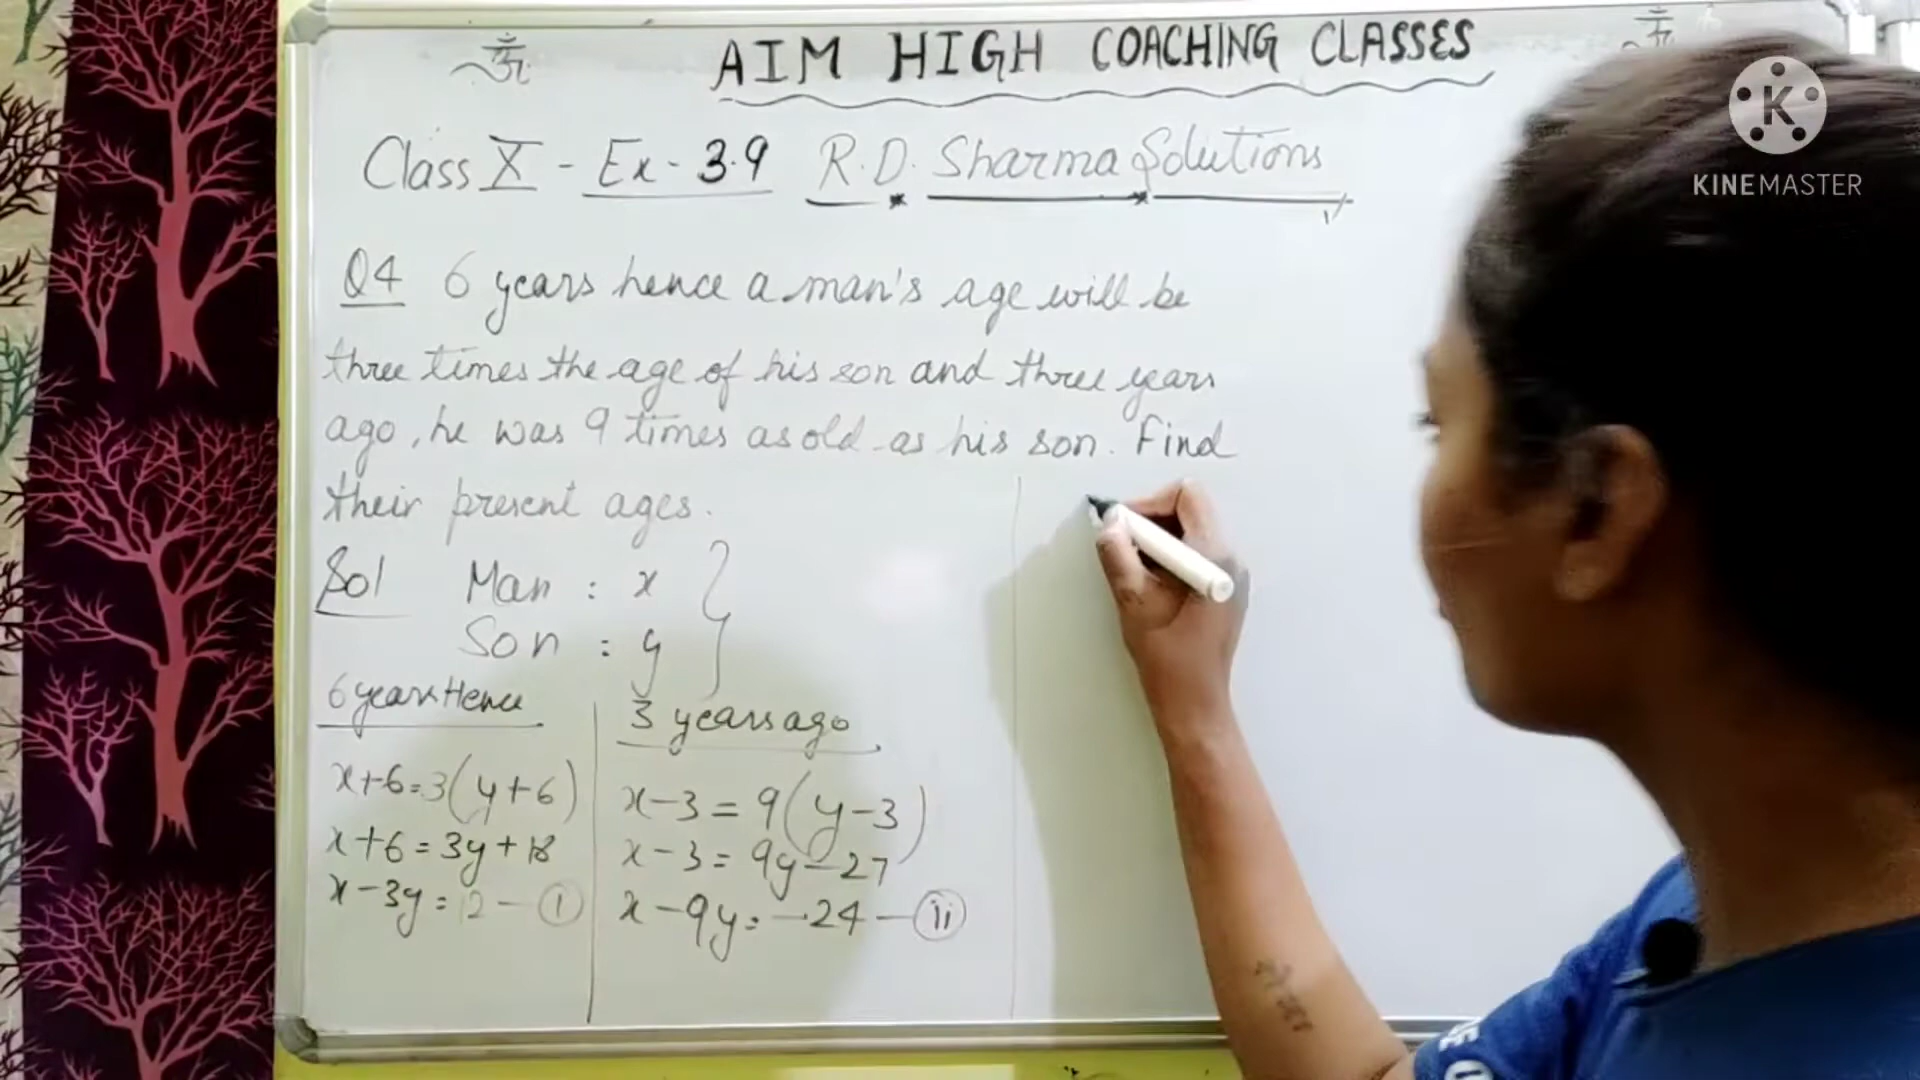 ॐ AIM HIGH COACHING CLASSES ॐ
K
KINEMASTER
Class X - Ex - 3.9 R.D. Sharma Solutions
Q4 6 years hence a man's age will be
three times the age of his son and three years
ago, he was 9 times as old as his son. Find
their present ages.
Sol Man : x
Son : y
6 years Hence
x+6=3(y+6)
x+6=3y+18
x-3y=12 - (i)
3 years ago
x-3=9(y-3)
x-3=9y-27
x-9y=-24 - (ii)